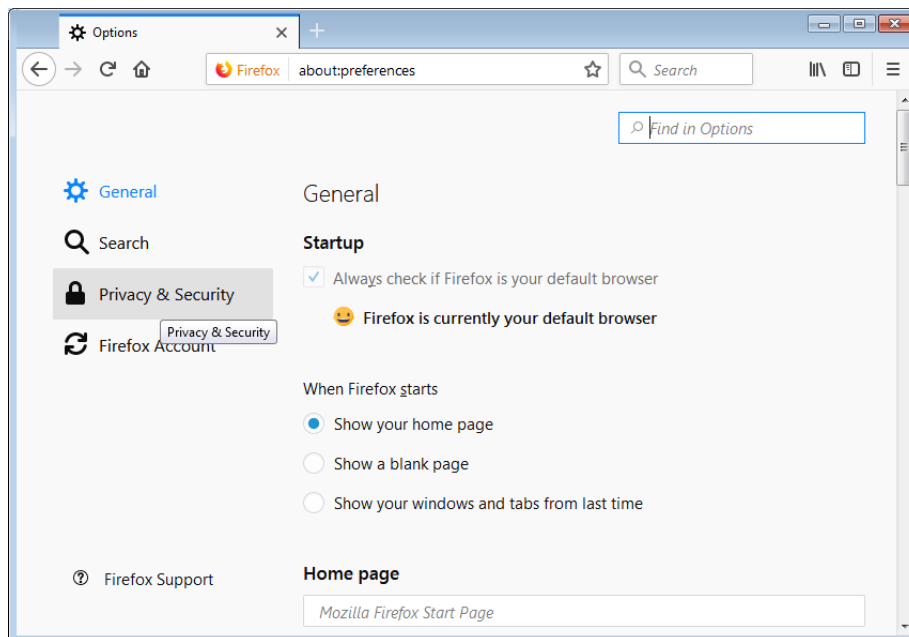 Options
Firefox about:preferences Search
Find in Options
General
Search
Privacy & Security
Privacy & Security
Firefox Account
Firefox Support
General
Startup
Always check if Firefox is your default browser
Firefox is currently your default browser
When Firefox starts
Show your home page
Show a blank page
Show your windows and tabs from last time
Home page
Mozilla Firefox Start Page